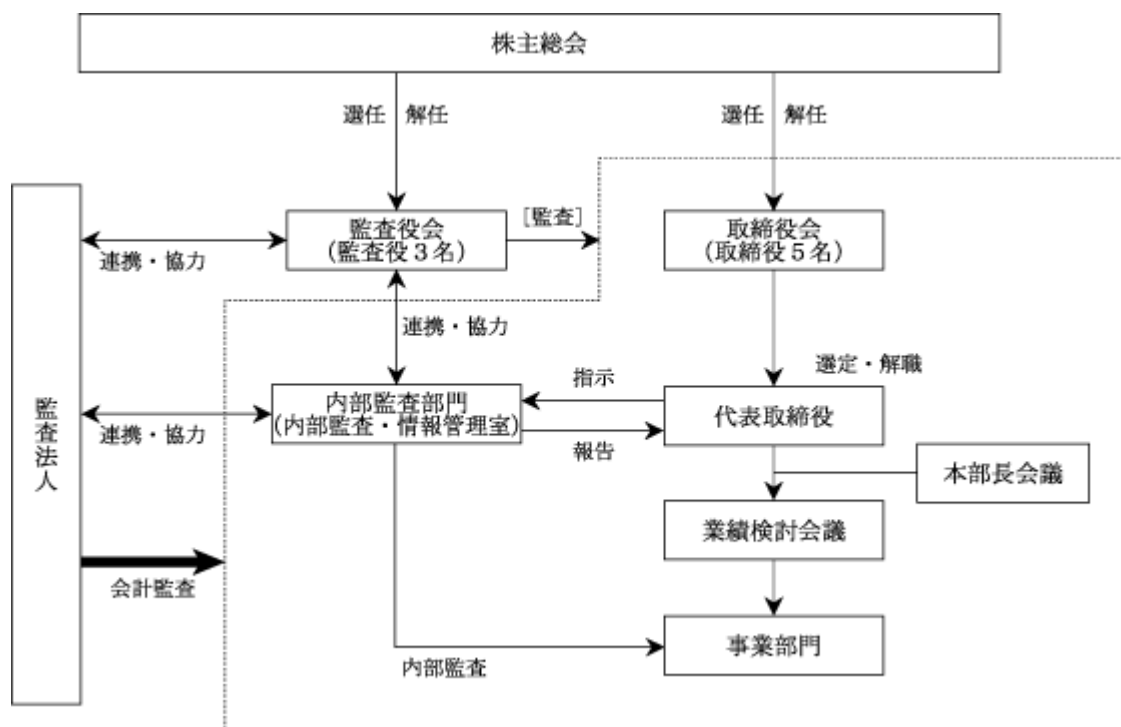 株主総会
選任 解任
選任 解任
監査役会
(監査役3名)
[監査]
取締役会
(取締役5名)
連携・協力
連携・協力
選定・解職
指示
内部監査部門
(内部監査・情報管理室)
代表取締役
連携・協力
報告
監査法人
本部長会議
業績検討会議
会計監査
事業部門
内部監査